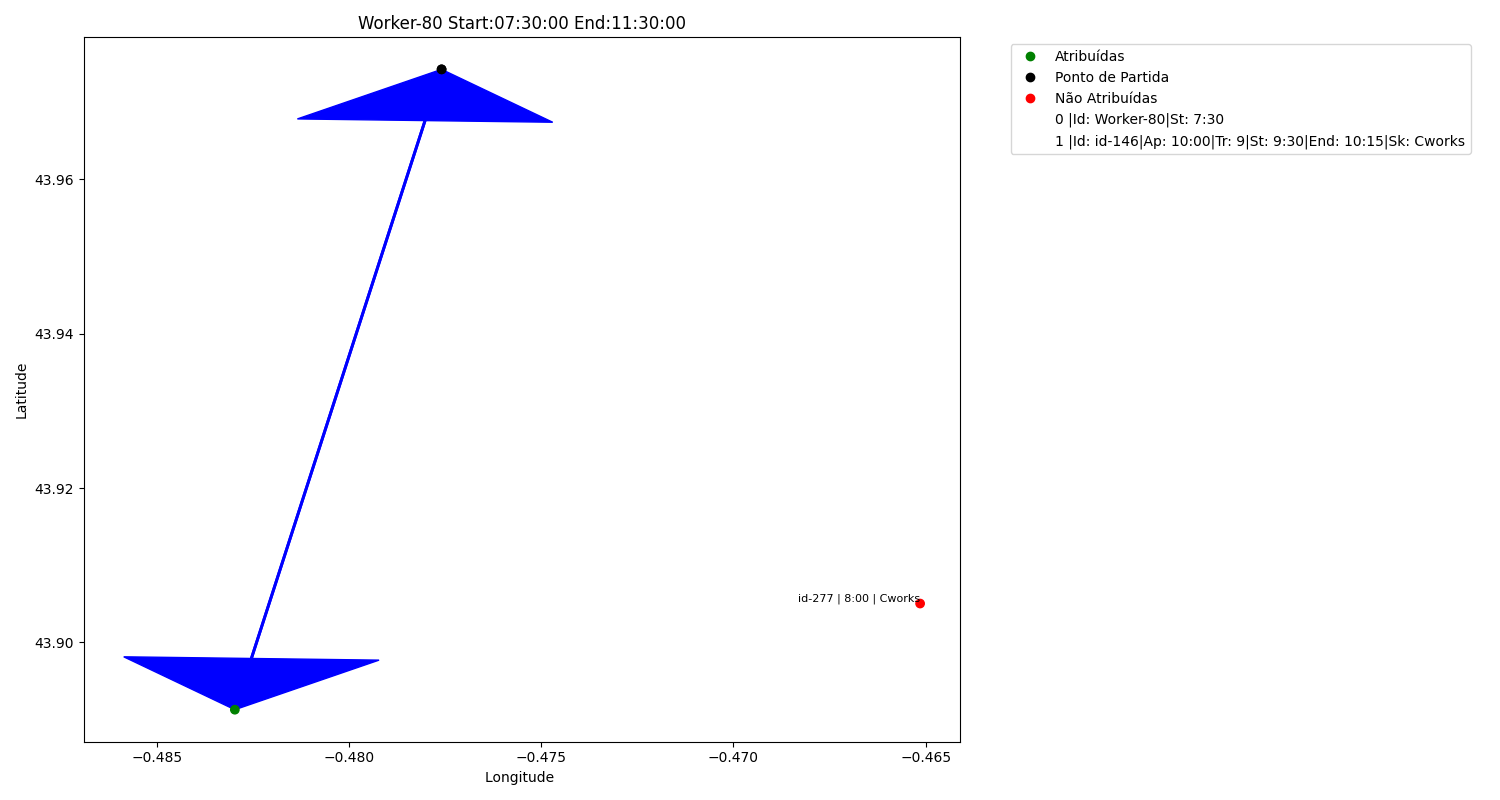 Worker-80 Start:07:30:00 End:11:30:00
Atribuídas
Ponto de Partida
Não Atribuídas
0 |Id: Worker-80|St: 7:30
1 |Id: id-146|Ap: 10:00|Tr: 9|St: 9:30|End: 10:15|Sk: Cworks
43.96
43.94
43.92
43.90
Latitude
id-277 | 8:00 | Cworks
−0.485
−0.480
−0.475
−0.470
−0.465
Longitude